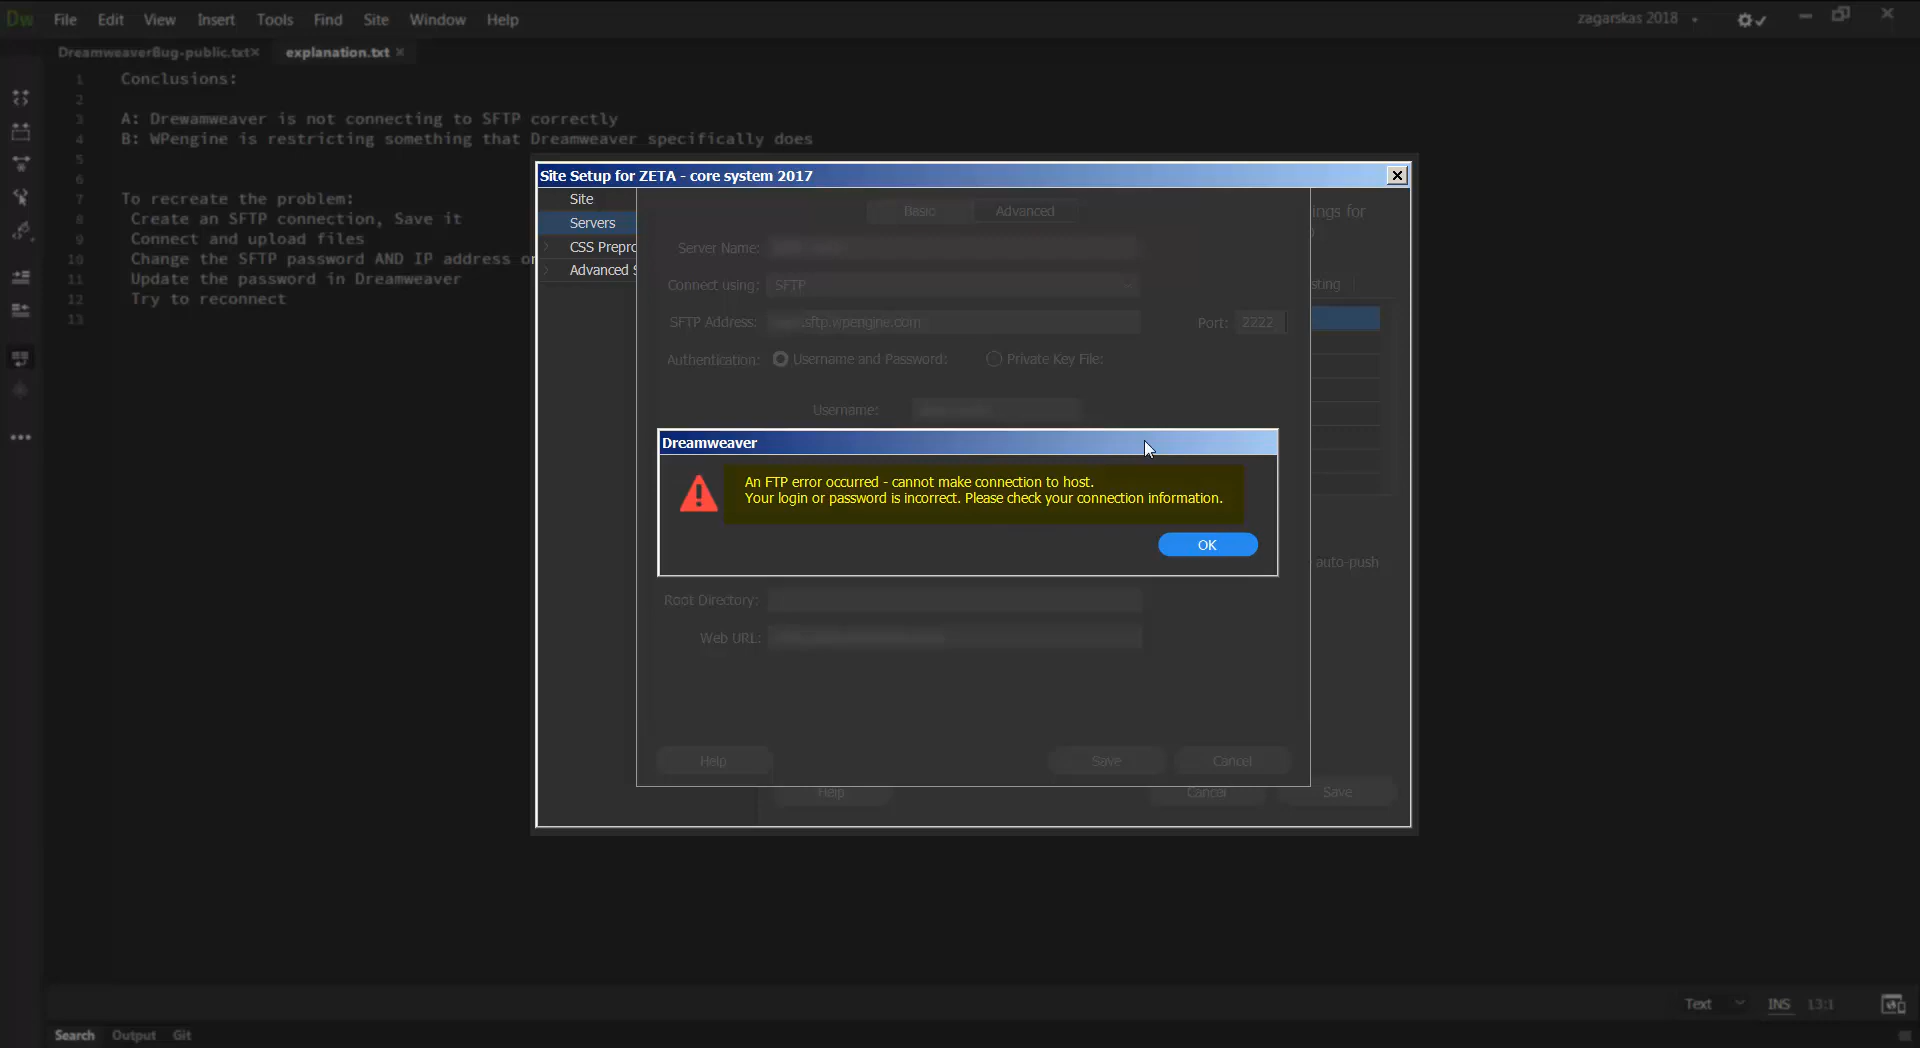 Dw File Edit View Insert Tools Find Site Window Help zagarskas 2018
DreamweaverBug-public.txt× explanation.txt ×
1 Conclusions:
2
3 A: Drewamweaver is not connecting to SFTP correctly
4 B: WPengine is restricting something that Dreamweaver specifically does
5
6
7 To recreate the problem:
8 Create an SFTP connection, Save it
9 Connect and upload files
10 Change the SFTP password AND IP address or
11 Update the password in Dreamweaver
12 Try to reconnect
13
Site Setup for ZETA - core system 2017
Site
Servers
CSS Prepro
Advanced S
Basic Advanced
ings for
Server Name:
Connect using: SFTP
sting
SFTP Address: .sftp.wpengine.com Port: 2222
Authentication: Username and Password: Private Key File:
Username:
Dreamweaver
An FTP error occurred - cannot make connection to host.
Your login or password is incorrect. Please check your connection information.
OK
auto-push
Root Directory:
Web URL:
Help Save Cancel
Help Cancel Save
Text INS 13:1
Search Output Git